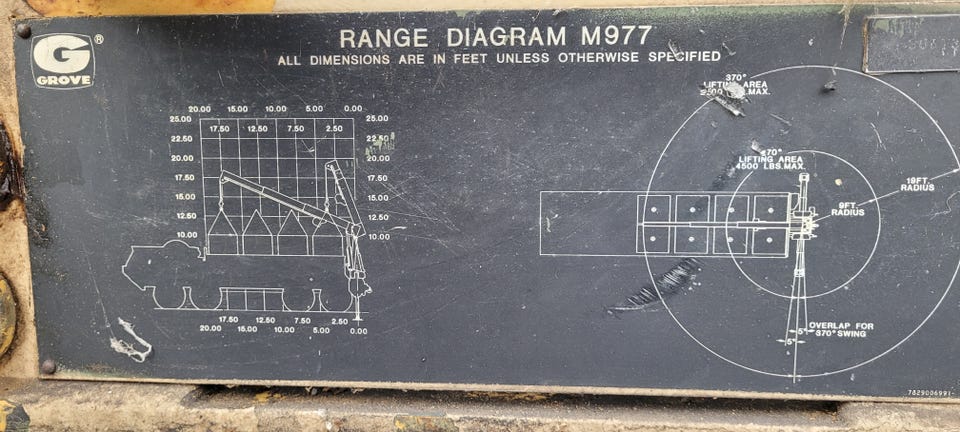 G
®
GROVE
RANGE DIAGRAM M977
ALL DIMENSIONS ARE IN FEET UNLESS OTHERWISE SPECIFIED
20.00 15.00 10.00 5.00 0.00
25.00 17.50 12.50 7.50 2.50 25.00
22.50 22.50
20.00 20.00
17.50 17.50
15.00 15.00
12.50 12.50
10.00 10.00
17.50 12.50 7.50 2.50
20.00 15.00 10.00 5.00 0.00
370°
LIFTING AREA
LBS.MAX.
LIFTING AREA
4500 LBS.MAX.
19FT.
RADIUS
9FT.
RADIUS
OVERLAP FOR
370° SWING
5° 5°
7829006991-